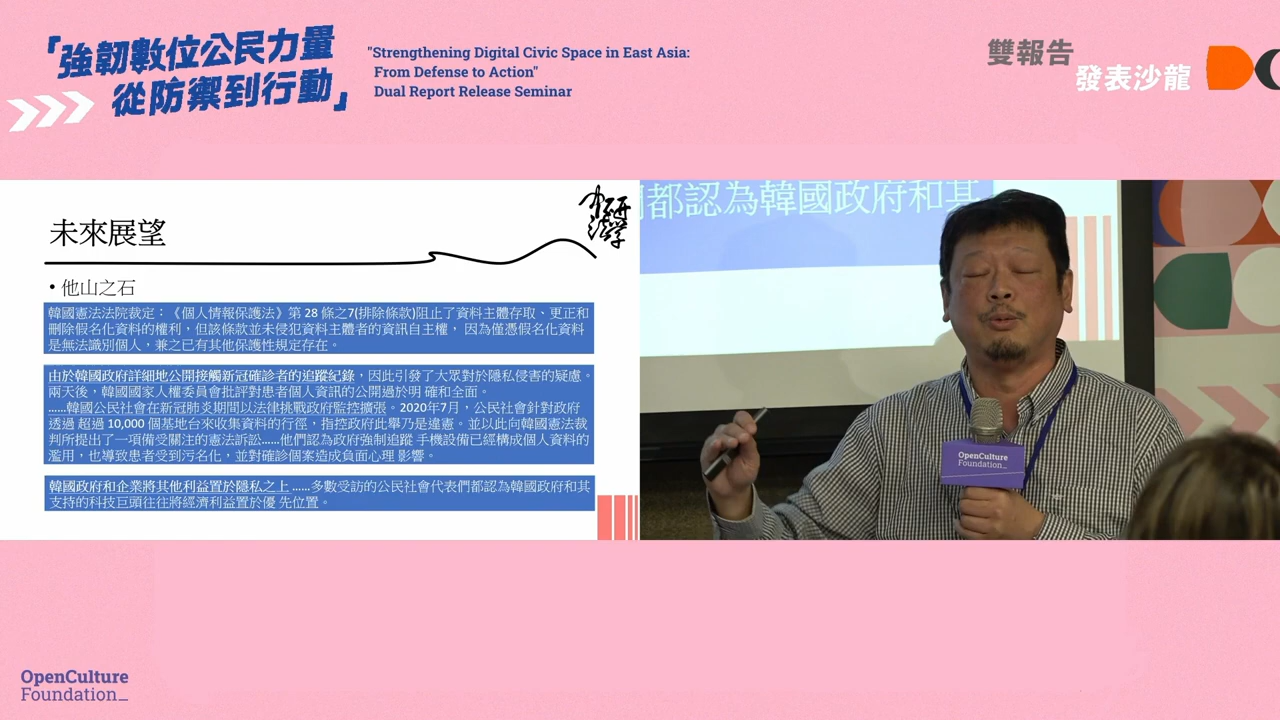 「強韌數位公民力量
從防禦到行動」
"Strengthening Digital Civic Space in East Asia:
From Defense to Action"
Dual Report Release Seminar
雙報告
發表沙龍
未來展望
• 他山之石
韓國憲法法院裁定：《個人情報保護法》第 28 條之7(排除條款)阻止了資料主體存取、更正和
刪除假名化資料的權利，但該條款並未侵犯資料主體者的資訊自主權， 因為僅憑假名化資料
是無法識別個人，兼之已有其他保護性規定存在。
由於韓國政府詳細地公開接觸新冠確診者的追蹤紀錄，因此引發了大眾對於隱私侵害的疑慮。
兩天後，韓國國家人權委員會批評對患者個人資訊的公開過於明 確和全面。
......韓國公民社會在新冠肺炎期間以法律挑戰政府監控擴張。2020年7月，公民社會針對政府
透過 超過 10,000 個基地台來收集資料的行徑，指控政府此舉乃是違憲。並以此向韓國憲法裁
判所提出了一項備受關注的憲法訴訟......他們認為政府強制追蹤 手機設備已經構成個人資料的
濫用，也導致患者受到污名化，並對確診個案造成負面心理 影響。
韓國政府和企業將其他利益置於隱私之上 ......多數受訪的公民社會代表們都認為韓國政府和其
支持的科技巨頭往往將經濟利益置於優 先位置。
都認為韓國政府和其
OpenCulture
Foundation_
OpenCulture
Foundation_